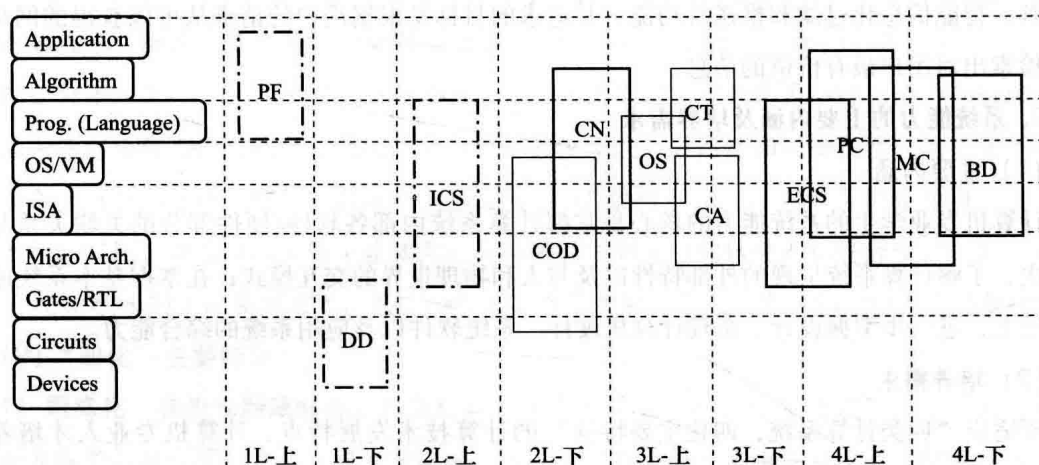 Application
Algorithm
Prog. (Language)
OS/VM
ISA
Micro Arch.
Gates/RTL
Circuits
Devices
PF
DD
ICS
COD
CN
OS
CT
CA
ECS
PC
MC
BD
1L-上
1L-下
2L-上
2L-下
3L-上
3L-下
4L-上
4L-下